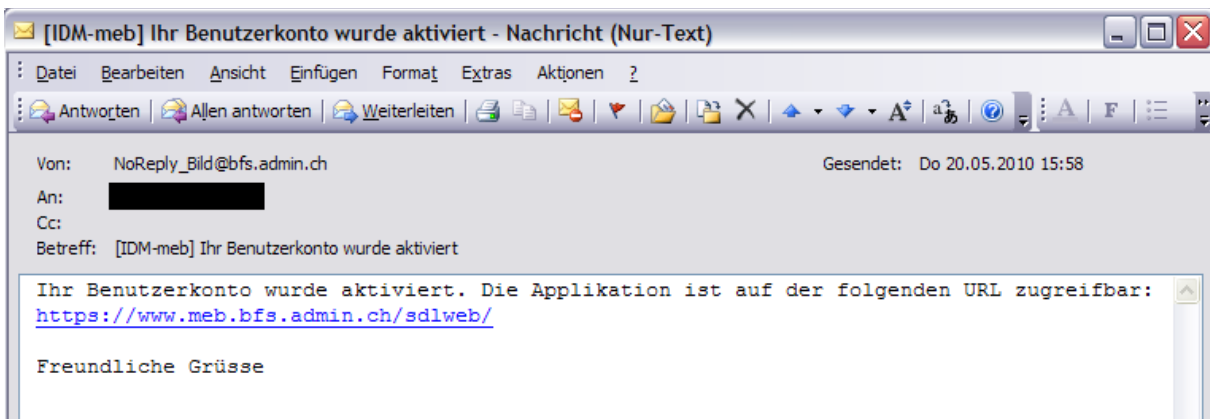 [IDM-meb] Ihr Benutzerkonto wurde aktiviert - Nachricht (Nur-Text)
Datei Bearbeiten Ansicht Einfügen Format Extras Aktionen ?
Antworten Allen antworten Weiterleiten A F
Von: NoReply_Bild@bfs.admin.ch Gesendet: Do 20.05.2010 15:58
An:
Cc:
Betreff: [IDM-meb] Ihr Benutzerkonto wurde aktiviert
Ihr Benutzerkonto wurde aktiviert. Die Applikation ist auf der folgenden URL zugreifbar:
https://www.meb.bfs.admin.ch/sdlweb/
Freundliche Grüsse